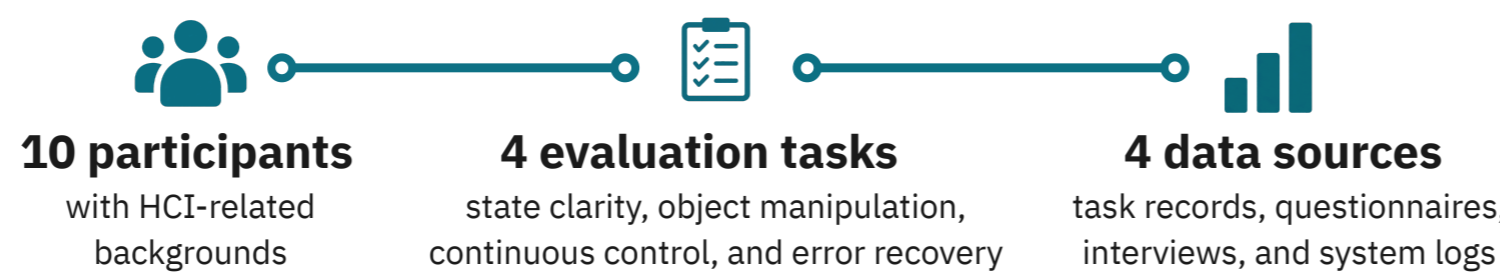 10 participants
with HCI-related
backgrounds
4 evaluation tasks
state clarity, object manipulation,
continuous control, and error recovery
4 data sources
task records, questionnaires,
interviews, and system logs